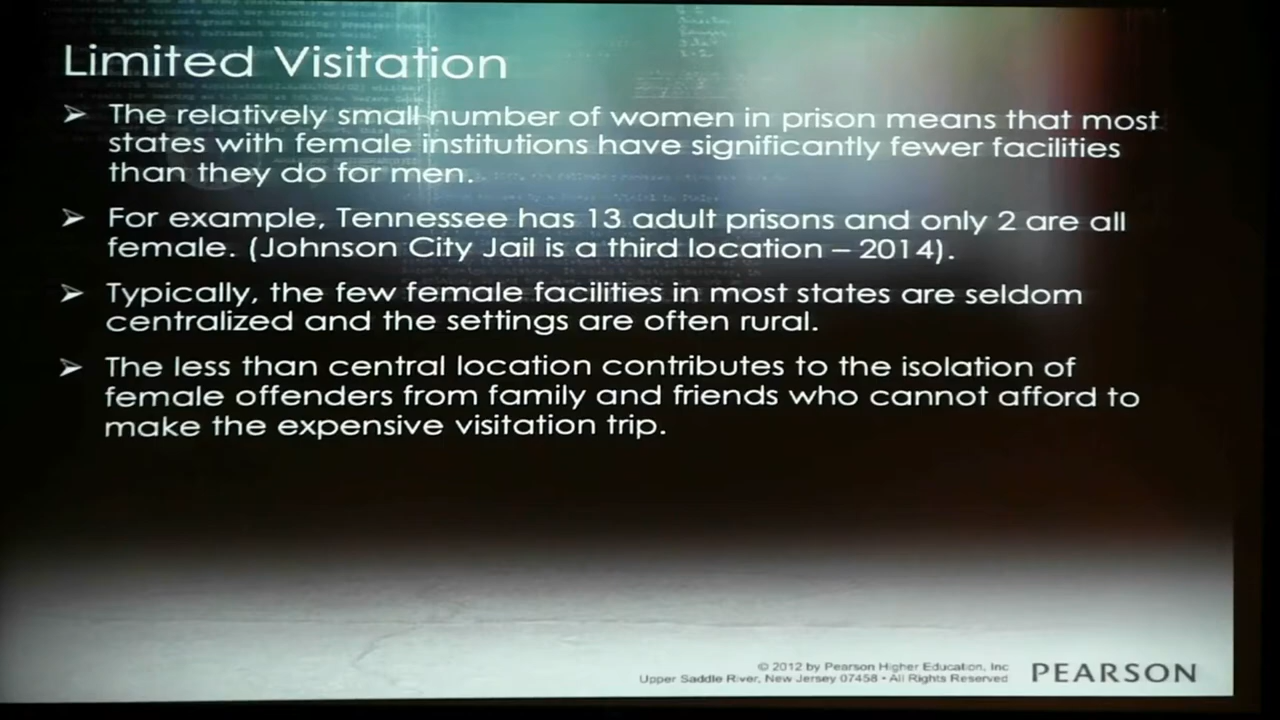 Limited Visitation
➢ The relatively small number of women in prison means that most
states with female institutions have significantly fewer facilities
than they do for men.
➢ For example, Tennessee has 13 adult prisons and only 2 are all
female. (Johnson City Jail is a third location – 2014).
➢ Typically, the few female facilities in most states are seldom
centralized and the settings are often rural.
➢ The less than central location contributes to the isolation of
female offenders from family and friends who cannot afford to
make the expensive visitation trip.
© 2012 by Pearson Higher Education, Inc
Upper Saddle River, New Jersey 07458 • All Rights Reserved
PEARSON